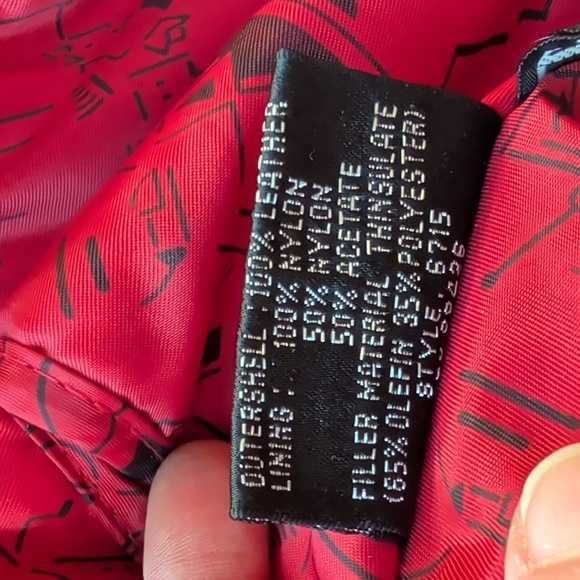 OUTERSHELL : 100% LEATHER
LINING : 100% NYLON
50% NYLON
50% ACETATE
FILLER MATERIAL THINSULATE
(65% OLEFIN 35% POLYESTER)
STYLE: 6715